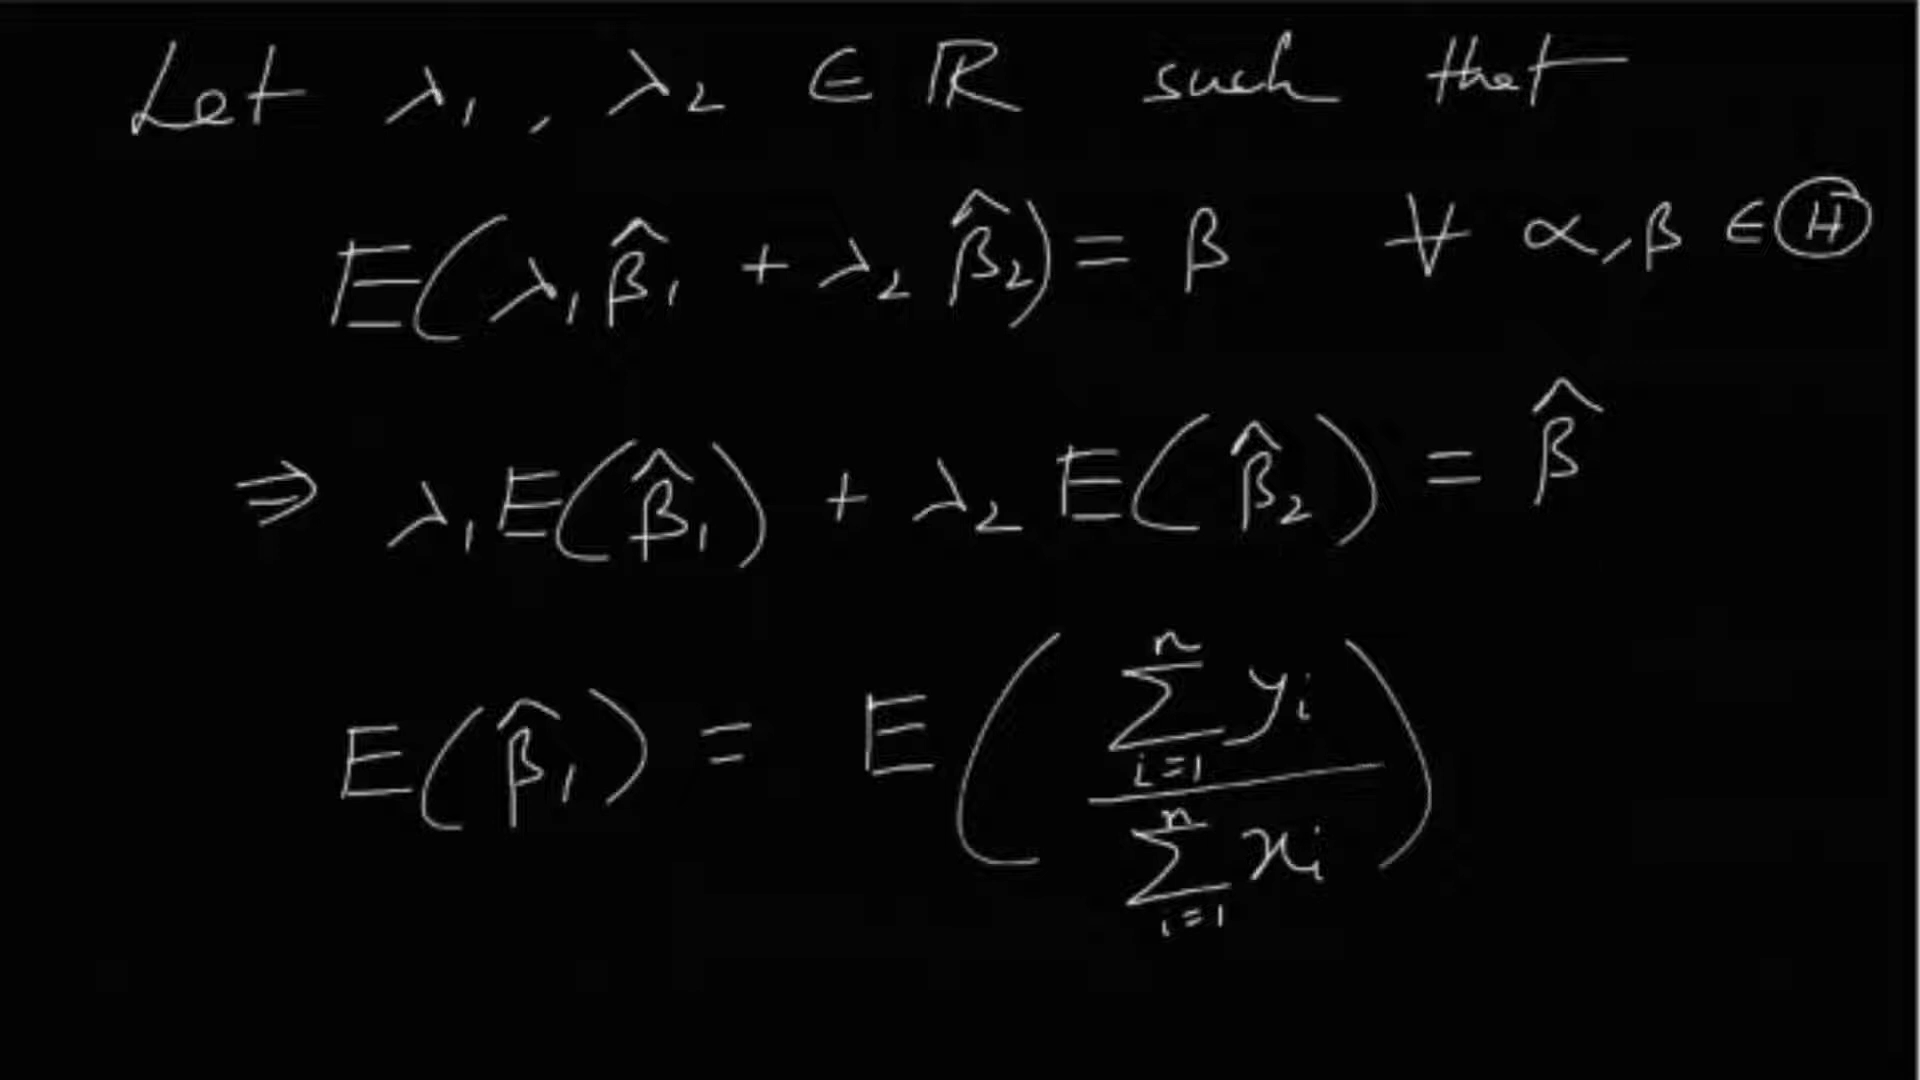 Let λ₁, λ₂ ∈ ℝ such that
E(λ₁β̂₁ + λ₂β̂₂) = β ∀ α, β ∈ Ⓗ
⇒ λ₁E(β̂₁) + λ₂E(β̂₂) = β̂
E(β̂₁) = E(∑ᵢ₌₁ⁿ yᵢ / ∑ᵢ₌₁ⁿ xᵢ)